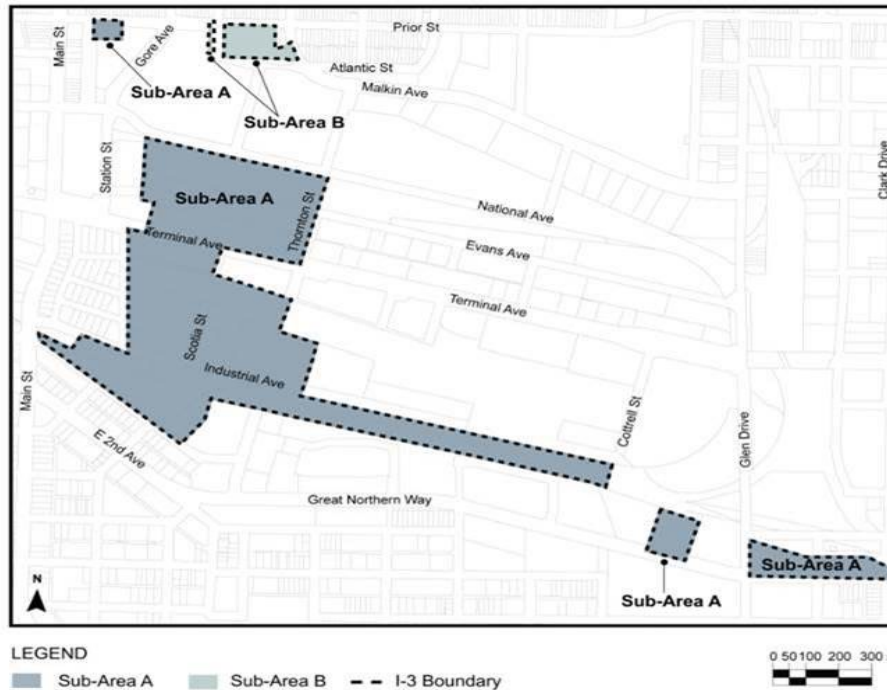 Main St
Gore Ave
Prior St
Atlantic St
Malkin Ave
Sub-Area A
Sub-Area B
Station St
Clark Drive
Sub-Area A
Thornton St
National Ave
Terminal Ave
Evans Ave
Terminal Ave
Scotia St
Industrial Ave
Main St
Cottrell St
Glen Drive
E 2nd Ave
Great Northern Way
Sub-Area A
Sub-Area A
N
LEGEND
Sub-Area A Sub-Area B I-3 Boundary
0 50 100 200 300